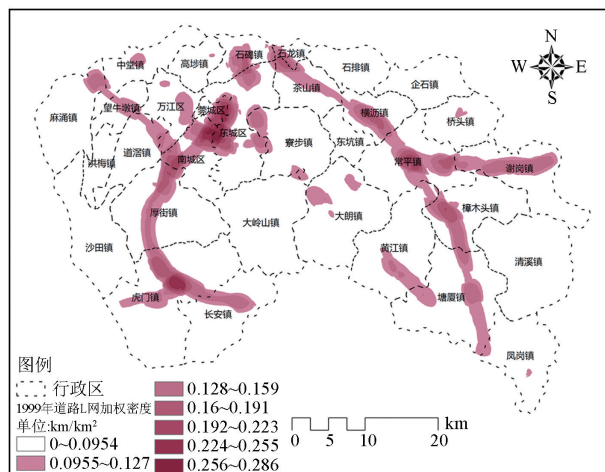 N
W E
S
中堂镇
高埗镇
石碣镇
石龙镇
石排镇
企石镇
茶山镇
麻涌镇
望牛墩镇
万江区
莞城区
横沥镇
桥头镇
东城区
寮步镇
东坑镇
洪梅镇
道滘镇
南城区
常平镇
谢岗镇
厚街镇
大岭山镇
大朗镇
樟木头镇
沙田镇
黄江镇
清溪镇
虎门镇
长安镇
塘厦镇
凤岗镇
图例
行政区
1999年道路L网加权密度
单位:km/km²
0~0.0954
0.0955~0.127
0.128~0.159
0.16~0.191
0.192~0.223
0.224~0.255
0.256~0.286
km
0 5 10 20